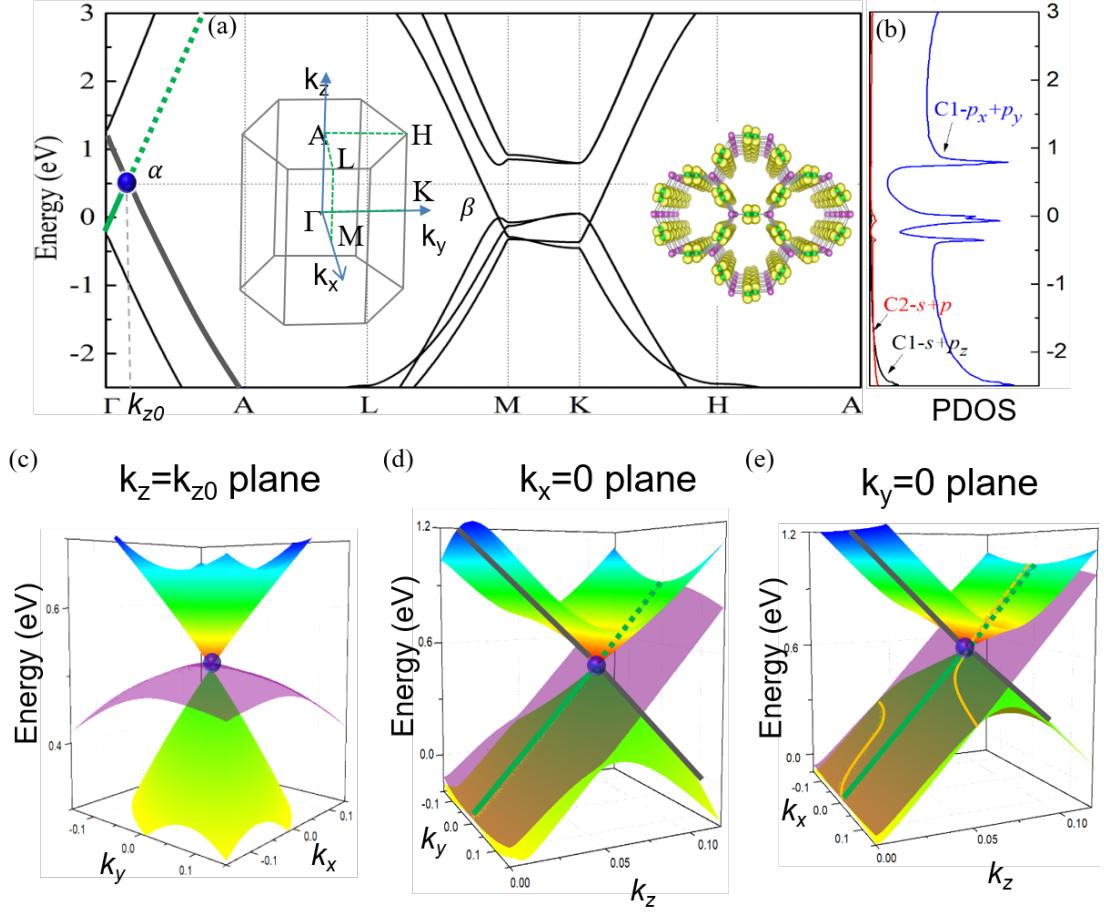 (a)
(b)
Energy (eV)
3
2
1
0
-1
-2
α
β
k_z
A
H
L
Γ
K
M
k_y
k_x
Γ
k_z0
A
L
M
K
H
A
C1-p_x+p_y
C2-s+p
C1-s+p_z
3
2
1
0
-1
-2
PDOS
(c)
k_z=k_z0 plane
Energy (eV)
0.6
0.4
-0.1
0.0
0.1
k_y
-0.1
0.0
0.1
k_x
(d)
k_x=0 plane
Energy (eV)
1.2
0.6
0.0
-0.1
0.0
0.1
k_y
0.00
0.05
0.10
k_z
(e)
k_y=0 plane
Energy (eV)
1.2
0.6
0.0
-0.1
0.0
0.1
k_x
0.00
0.05
0.10
k_z